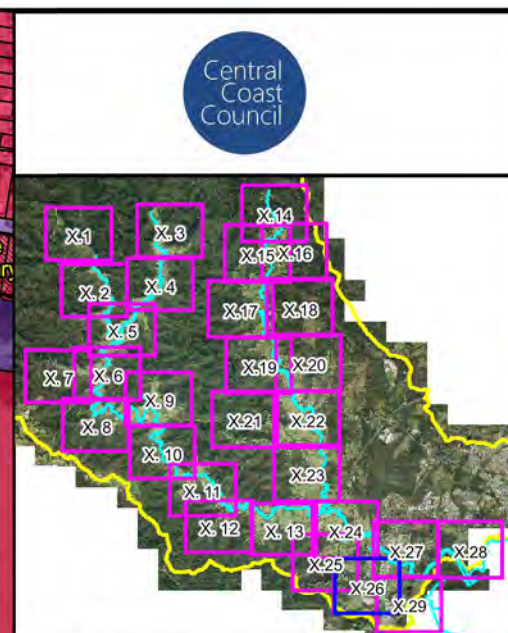 Central
Coast
Council
X.14
X.1
X. 3
X.15
X.16
X. 2
X. 4
X.17
X.18
X. 5
X. 7
X. 6
X.19
X.20
X. 9
X. 8
X.21
X.22
X. 10
X.23
X. 11
X. 12
X. 13
X.24
X.27
X.28
X.25
X.26
X.29